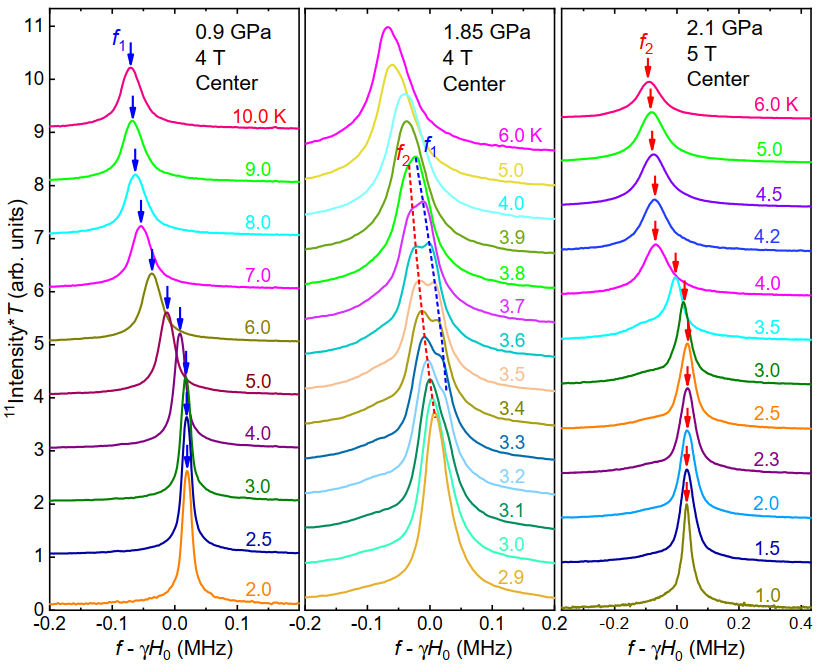 ¹¹Intensity*T (arb. units)
11
10
9
8
7
6
5
4
3
2
1
0
0.9 GPa
4 T
Center
f₁
10.0 K
9.0
8.0
7.0
6.0
5.0
4.0
3.0
2.5
2.0
-0.2 -0.1 0.0 0.1
f - γH₀ (MHz)
1.85 GPa
4 T
Center
f₂ f₁
6.0 K
5.0
4.0
3.9
3.8
3.7
3.6
3.5
3.4
3.3
3.2
3.1
3.0
2.9
-0.2 -0.1 0.0 0.1 0.2
f - γH₀ (MHz)
2.1 GPa
5 T
Center
f₂
6.0 K
5.0
4.5
4.2
4.0
3.5
3.0
2.5
2.3
2.0
1.5
1.0
-0.2 0.0 0.2 0.4
f - γH₀ (MHz)